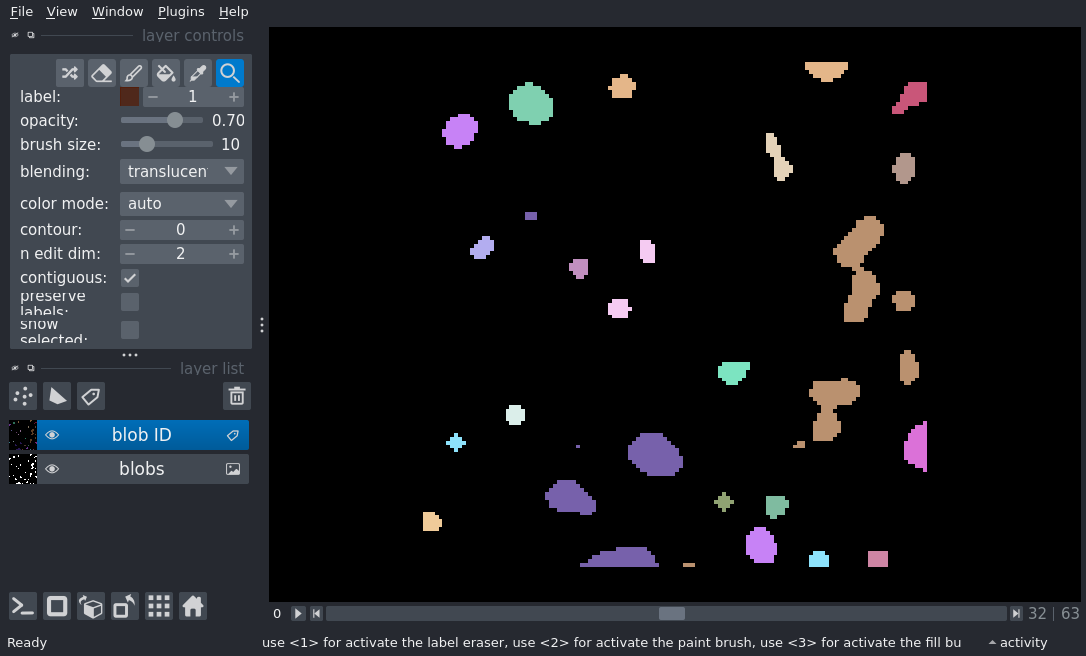 File View Window Plugins Help
layer controls
label: 1
opacity: 0.70
brush size: 10
blending: translucen
color mode: auto
contour: 0
n edit dim: 2
contiguous:
preserve
labels:
show
selected:
layer list
blob ID
blobs
0 32 63
Ready use <1> for activate the label eraser, use <2> for activate the paint brush, use <3> for activate the fill bu activity